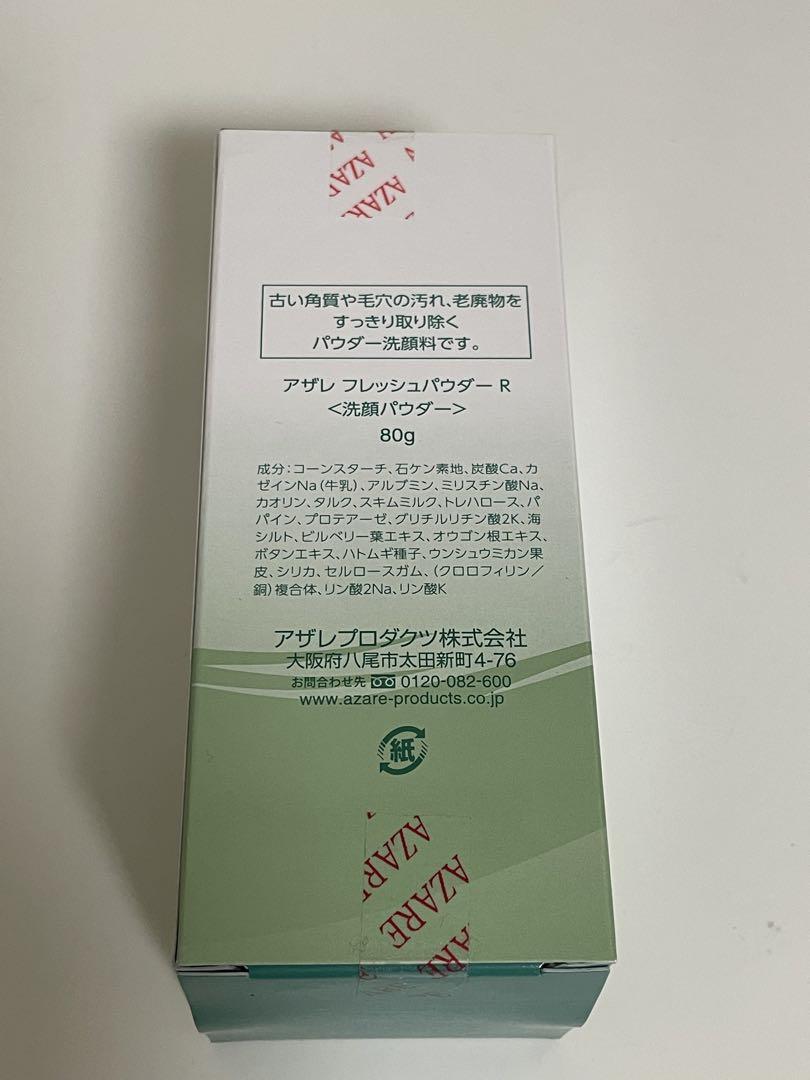 AZARE
AZARE
古い角質や毛穴の汚れ、老廃物を
すっきり取り除く
パウダー洗顔料です。
アザレ フレッシュパウダー R
<洗顔パウダー>
80g
成分:コーンスターチ、石ケン素地、炭酸Ca、カ
ゼインNa(牛乳)、アルブミン、ミリスチン酸Na、
カオリン、タルク、スキムミルク、トレハロース、パ
パイン、プロテアーゼ、グリチルリチン酸2K、海
シルト、ビルベリー葉エキス、オウゴン根エキス、
ボタンエキス、ハトムギ種子、ウンシュウミカン果
皮、シリカ、セルロースガム、(クロロフィリン/
銅)複合体、リン酸2Na、リン酸K
アザレプロダクツ株式会社
大阪府八尾市太田新町4-76
お問合わせ先 0120-082-600
www.azare-products.co.jp
紙
AZARE
AZARE
ARE